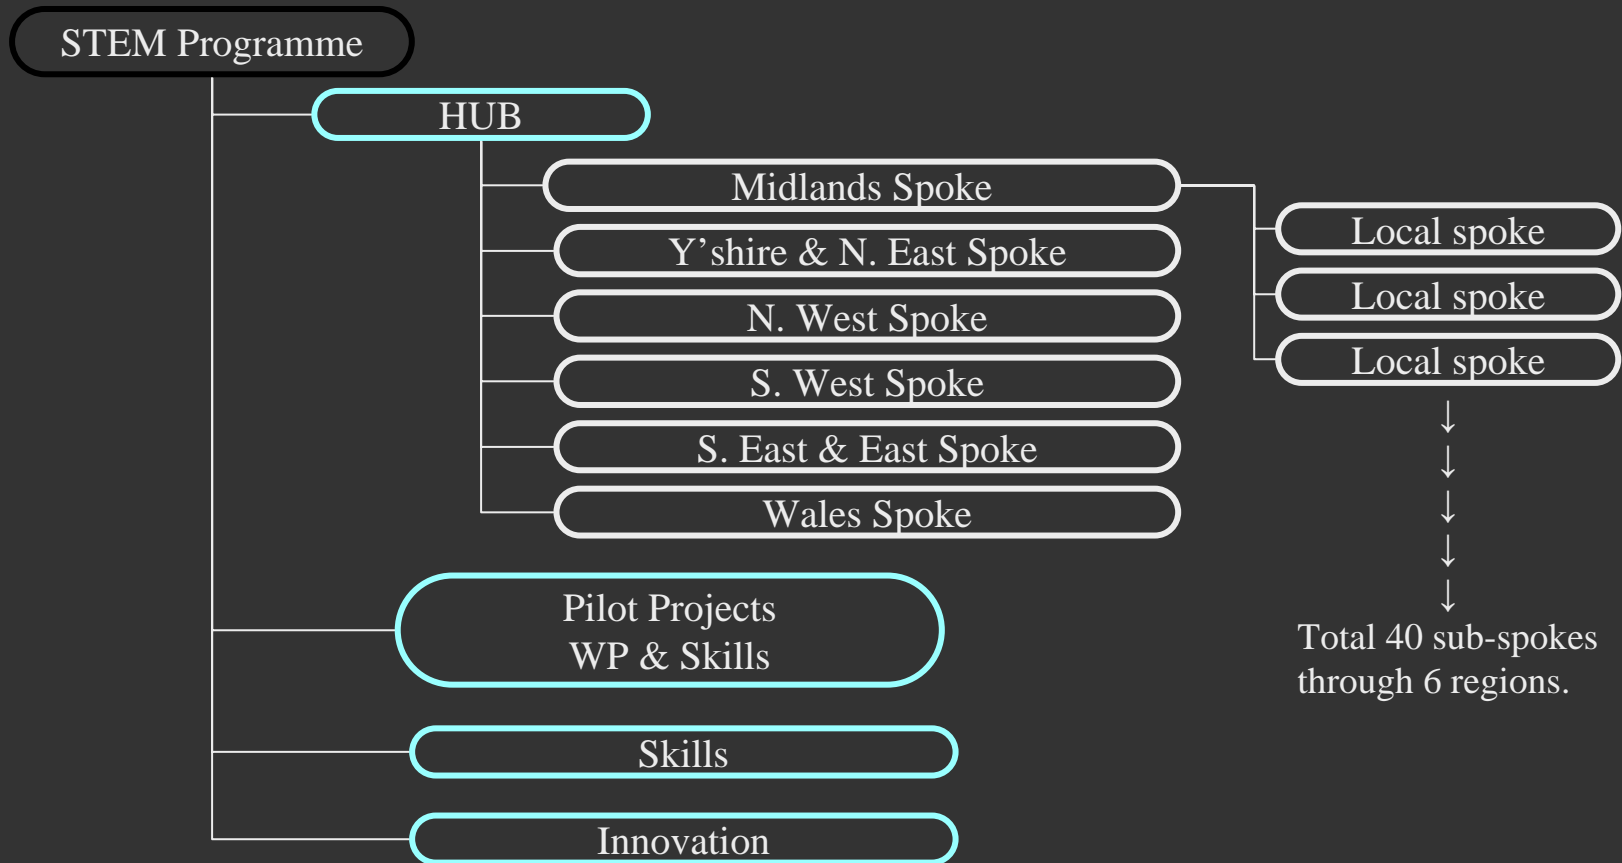 STEM Programme
HUB
Midlands Spoke
Y’shire & N. East Spoke
N. West Spoke
S. West Spoke
S. East & East Spoke
Wales Spoke
Local spoke
Local spoke
Local spoke
↓
↓
↓
↓
↓
Total 40 sub-spokes
through 6 regions.
Pilot Projects
WP & Skills
Skills
Innovation